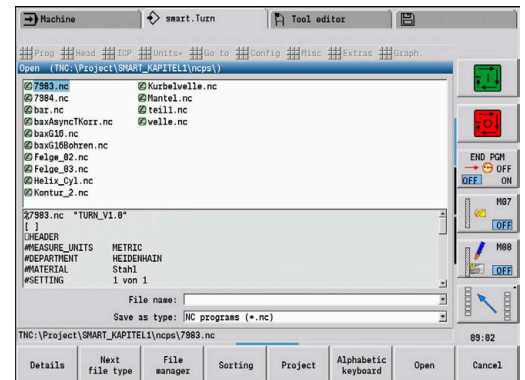 Machine
smart.Turn
Tool editor
Prog Head ICP Units» Go to Config Misc Extras Graph.
Open (TNC:\Project\SMART_KAPITEL1\ncps\)
7983.nc
7984.nc
bar.nc
baxAsyncTKorr.nc
baxG16.nc
baxG16Bohren.nc
Felge_02.nc
Felge_03.nc
Helix_Cyl.nc
Kontur_2.nc
Kurbelwelle.nc
Mantel.nc
teil1.nc
velle.nc
%7983.nc "TURN_V1.0"
[ ]
HEADER
#MEASURE_UNITS METRIC
#DEPARTMENT HEIDENHAIN
#MATERIAL Stahl
#SETTING 1 von 1
File name:
Save as type: NC programs (*.nc)
TNC:\Project\SMART_KAPITEL1\ncps\7983.nc
END PGM
OFF
OFF ON
M07
OFF
M08
OFF
09:02
Details
Next file type
File manager
Sorting
Project
Alphabetic keyboard
Open
Cancel